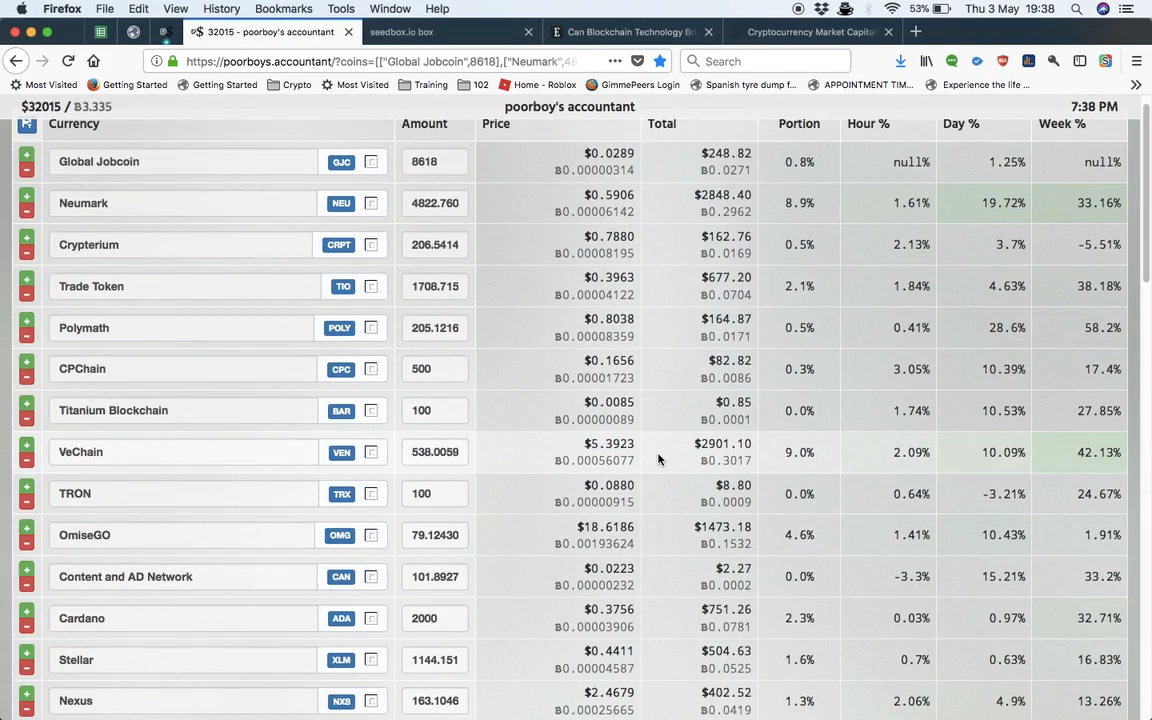 Firefox File Edit View History Bookmarks Tools Window Help 53% Thu 3 May 19:38
32015 - poorboy's accountant seedbox.io box Can Blockchain Technology Bri Cryptocurrency Market Capital
https://poorboys.accountant/?coins=[["Global Jobcoin",8618],["Neumark",48 Search
Most Visited Getting Started Getting Started Crypto Most Visited Training 102 Home - Roblox GimmePeers Login Spanish tyre dump f... APPOINTMENT TIM... Experience the life ...
$32015 / Ƀ3.335 poorboy's accountant 7:38 PM
Currency Amount Price Total Portion Hour % Day % Week %
Global Jobcoin GJC 8618 $0.0289 $248.82 0.8% null% 1.25% null%
Ƀ0.00000314 Ƀ0.0271
Neumark NEU 4822.760 $0.5906 $2848.40 8.9% 1.61% 19.72% 33.16%
Ƀ0.00006142 Ƀ0.2962
Crypterium CRPT 206.5414 $0.7880 $162.76 0.5% 2.13% 3.7% -5.51%
Ƀ0.00008195 Ƀ0.0169
Trade Token TIO 1708.715 $0.3963 $677.20 2.1% 1.84% 4.63% 38.18%
Ƀ0.00004122 Ƀ0.0704
Polymath POLY 205.1216 $0.8038 $164.87 0.5% 0.41% 28.6% 58.2%
Ƀ0.00008359 Ƀ0.0171
CPChain CPC 500 $0.1656 $82.82 0.3% 3.05% 10.39% 17.4%
Ƀ0.00001723 Ƀ0.0086
Titanium Blockchain BAR 100 $0.0085 $0.85 0.0% 1.74% 10.53% 27.85%
Ƀ0.00000089 Ƀ0.0001
VeChain VEN 538.0059 $5.3923 $2901.10 9.0% 2.09% 10.09% 42.13%
Ƀ0.00056077 Ƀ0.3017
TRON TRX 100 $0.0880 $8.80 0.0% 0.64% -3.21% 24.67%
Ƀ0.00000915 Ƀ0.0009
OmiseGO OMG 79.12430 $18.6186 $1473.18 4.6% 1.41% 10.43% 1.91%
Ƀ0.00193624 Ƀ0.1532
Content and AD Network CAN 101.8927 $0.0223 $2.27 0.0% -3.3% 15.21% 33.2%
Ƀ0.00000232 Ƀ0.0002
Cardano ADA 2000 $0.3756 $751.26 2.3% 0.03% 0.97% 32.71%
Ƀ0.00003906 Ƀ0.0781
Stellar XLM 1144.151 $0.4411 $504.63 1.6% 0.7% 0.63% 16.83%
Ƀ0.00004587 Ƀ0.0525
Nexus NXS 163.1046 $2.4679 $402.52 1.3% 2.06% 4.9% 13.26%
Ƀ0.00025665 Ƀ0.0419